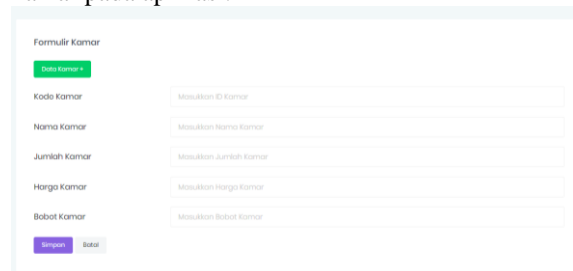 Formulir Kamar
Data Kamar +
Kode Kamar Masukkan ID Kamar
Nama Kamar Masukkan Nama Kamar
Jumlah Kamar Masukkan Jumlah Kamar
Harga Kamar Masukkan Harga Kamar
Bobot Kamar Masukkan Bobot Kamar
Simpan Batal